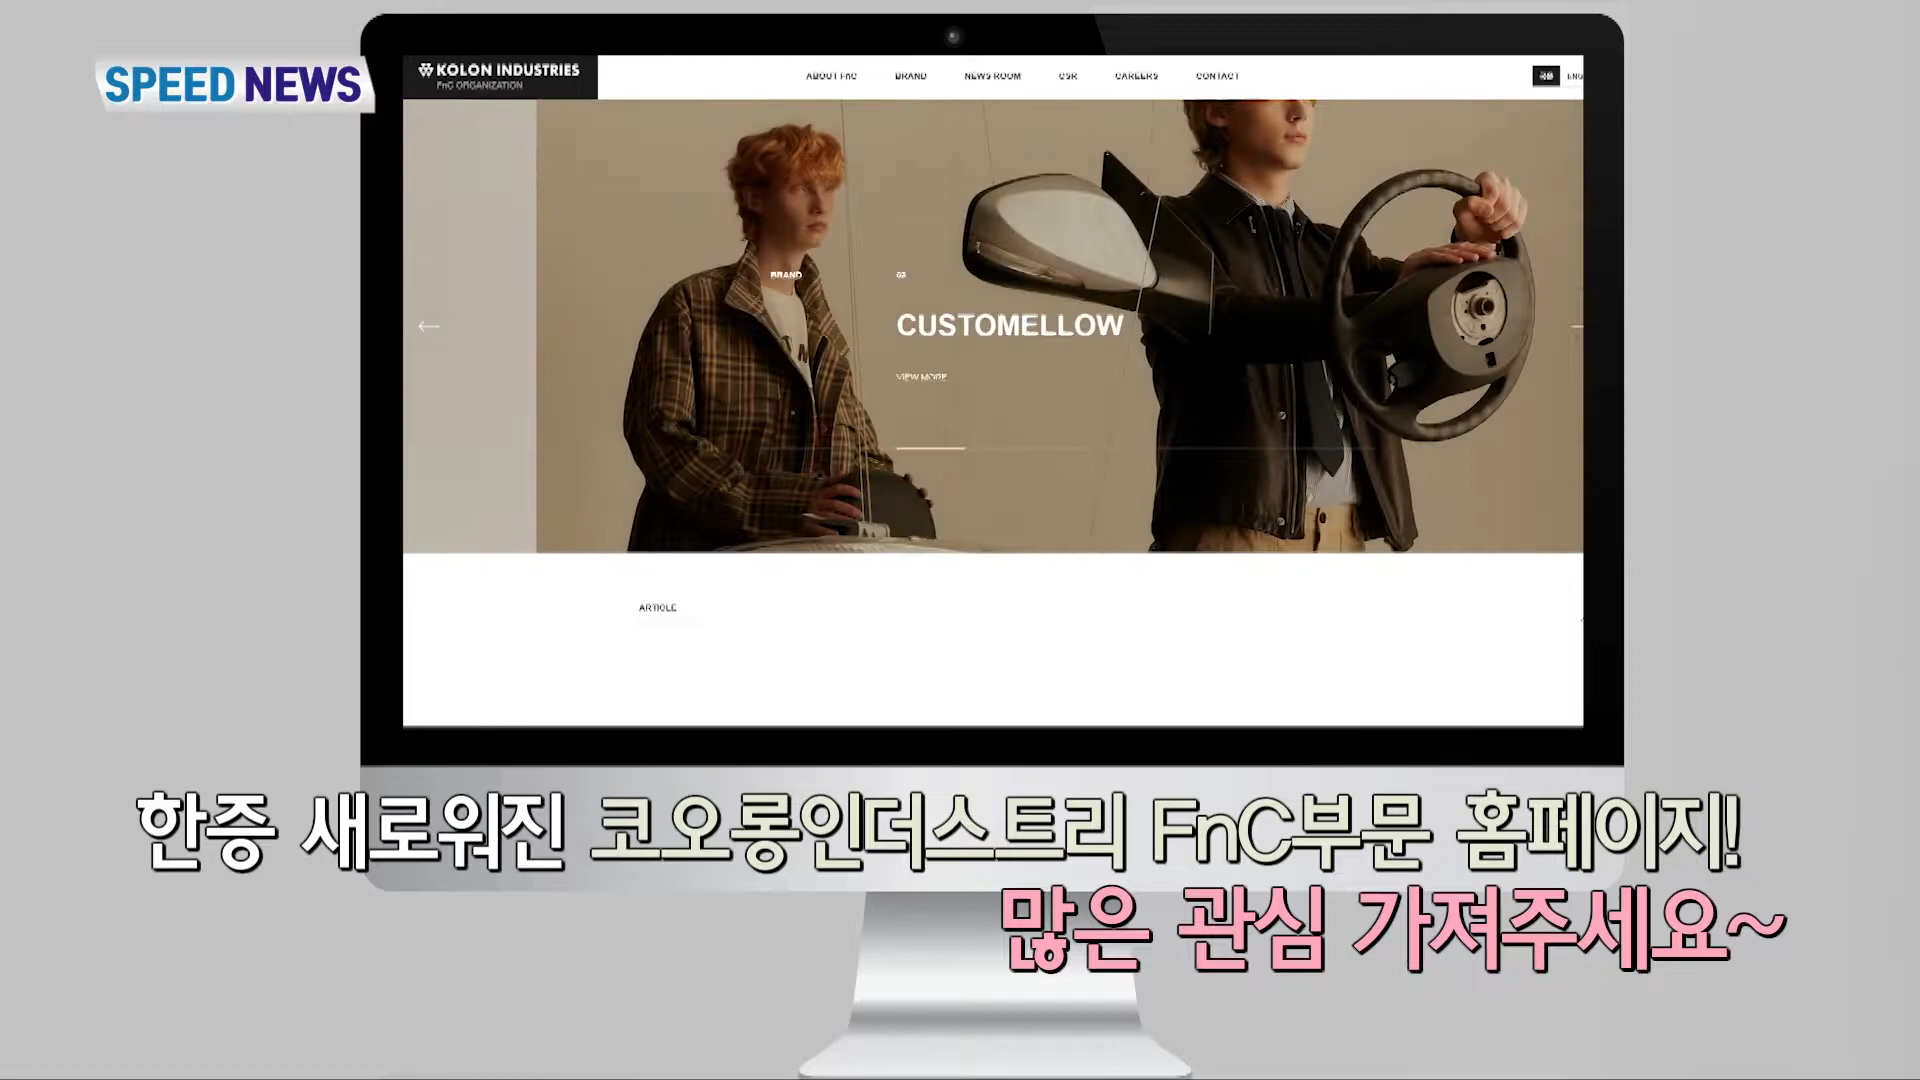 SPEED NEWS
KOLON INDUSTRIES
FnC ORGANIZATION
ABOUT FnC BRAND NEWS ROOM CSR CAREERS CONTACT
ENG
BRAND 03
CUSTOMELLOW
VIEW MORE
ARTICLE
한층 새로워진 코오롱인더스트리 FnC부문 홈페이지!
많은 관심 가져주세요~